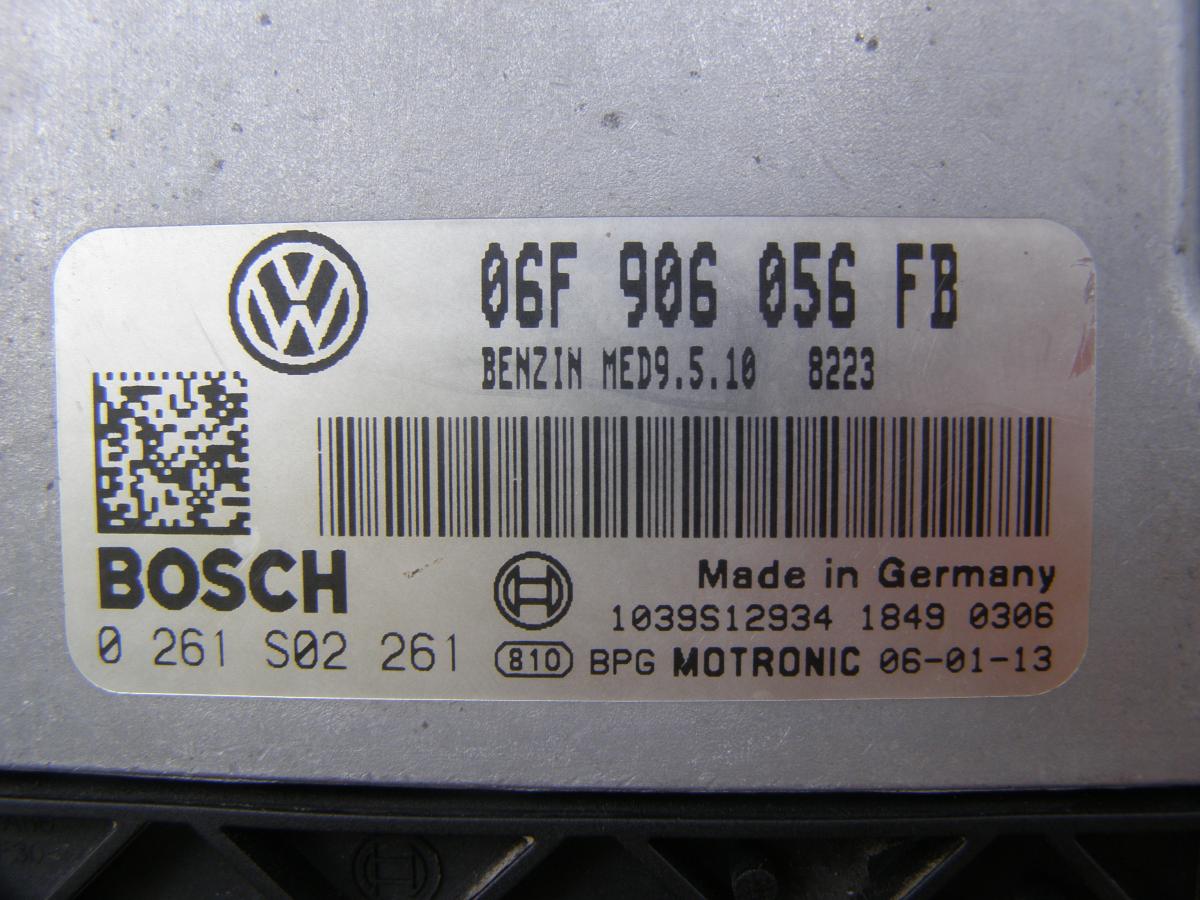 06F 906 056 FB
BENZIN MED9.5.10 8223
BOSCH
Made in Germany
1039S12934 1849 0306
0 261 S02 261
810 BPG MOTRONIC 06-01-13